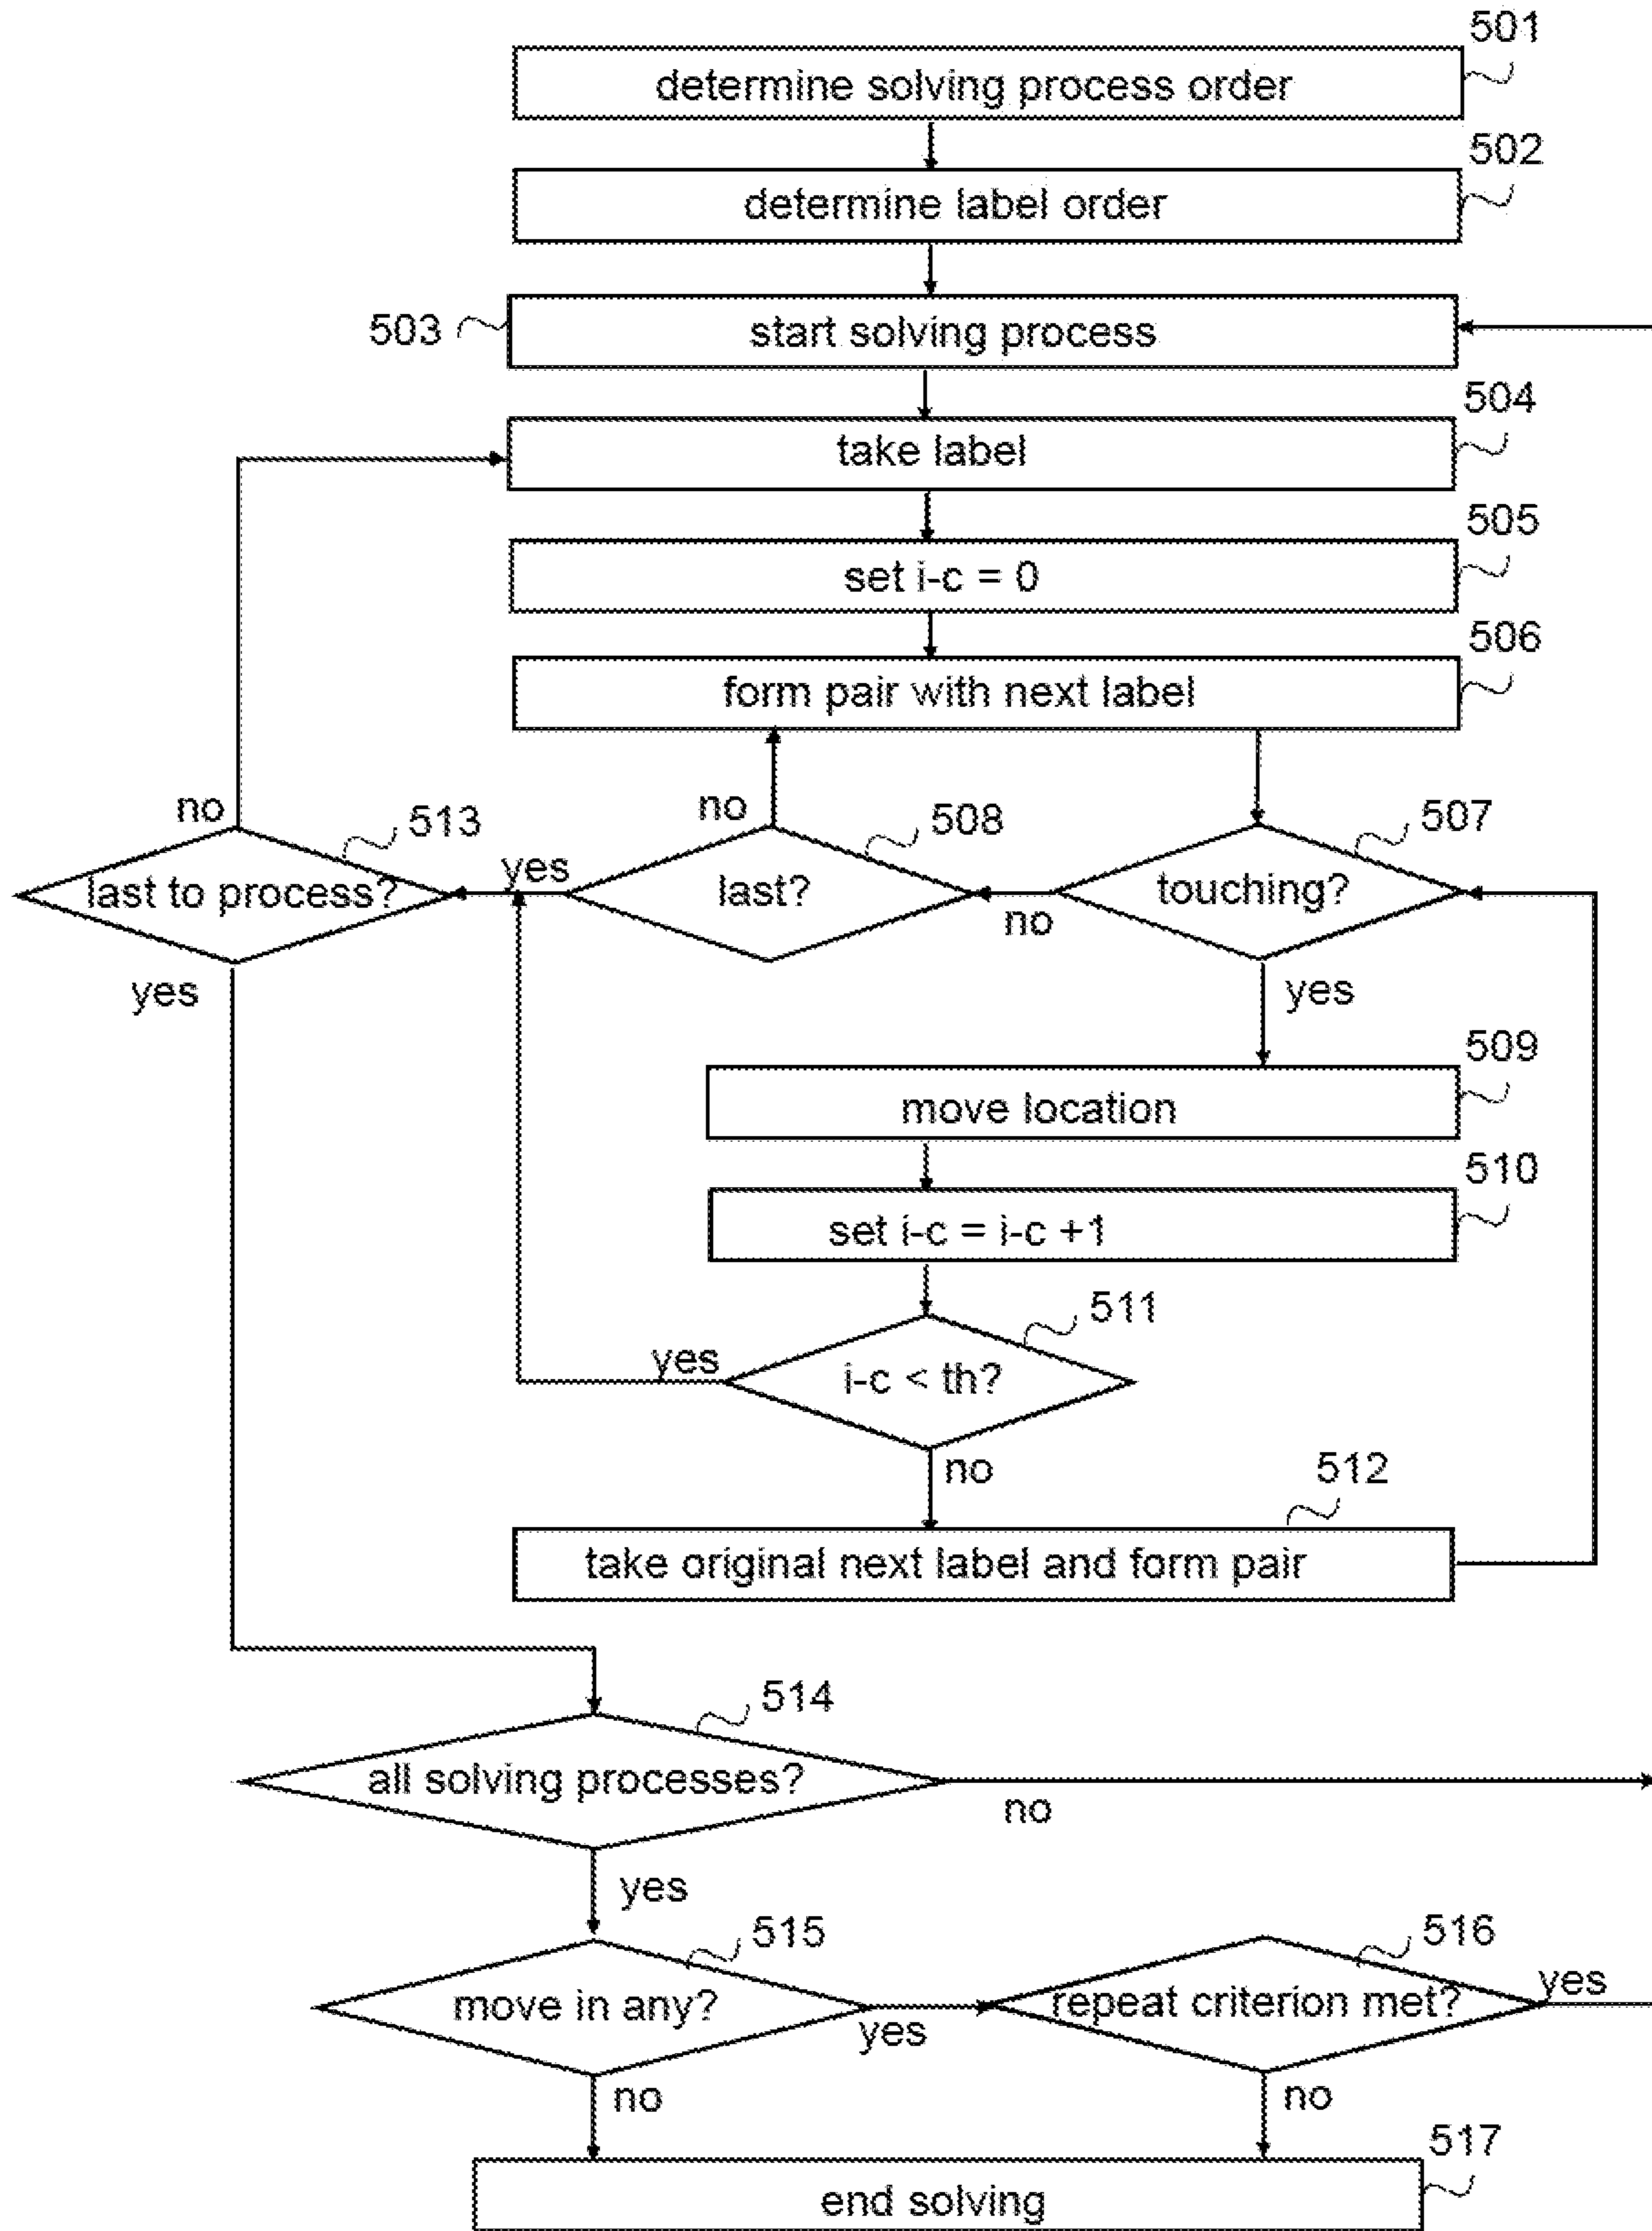 501
determine solving process order
502
determine label order
503
start solving process
504
take label
505
set i-c = 0
506
form pair with next label
no
513
no
508
507
last to process?
yes
last?
no
touching?
yes
yes
509
move location
510
set i-c = i-c +1
511
yes
i-c < th?
no
512
take original next label and form pair
514
all solving processes?
no
yes
515
516
move in any?
yes
repeat criterion met?
yes
no
no
517
end solving